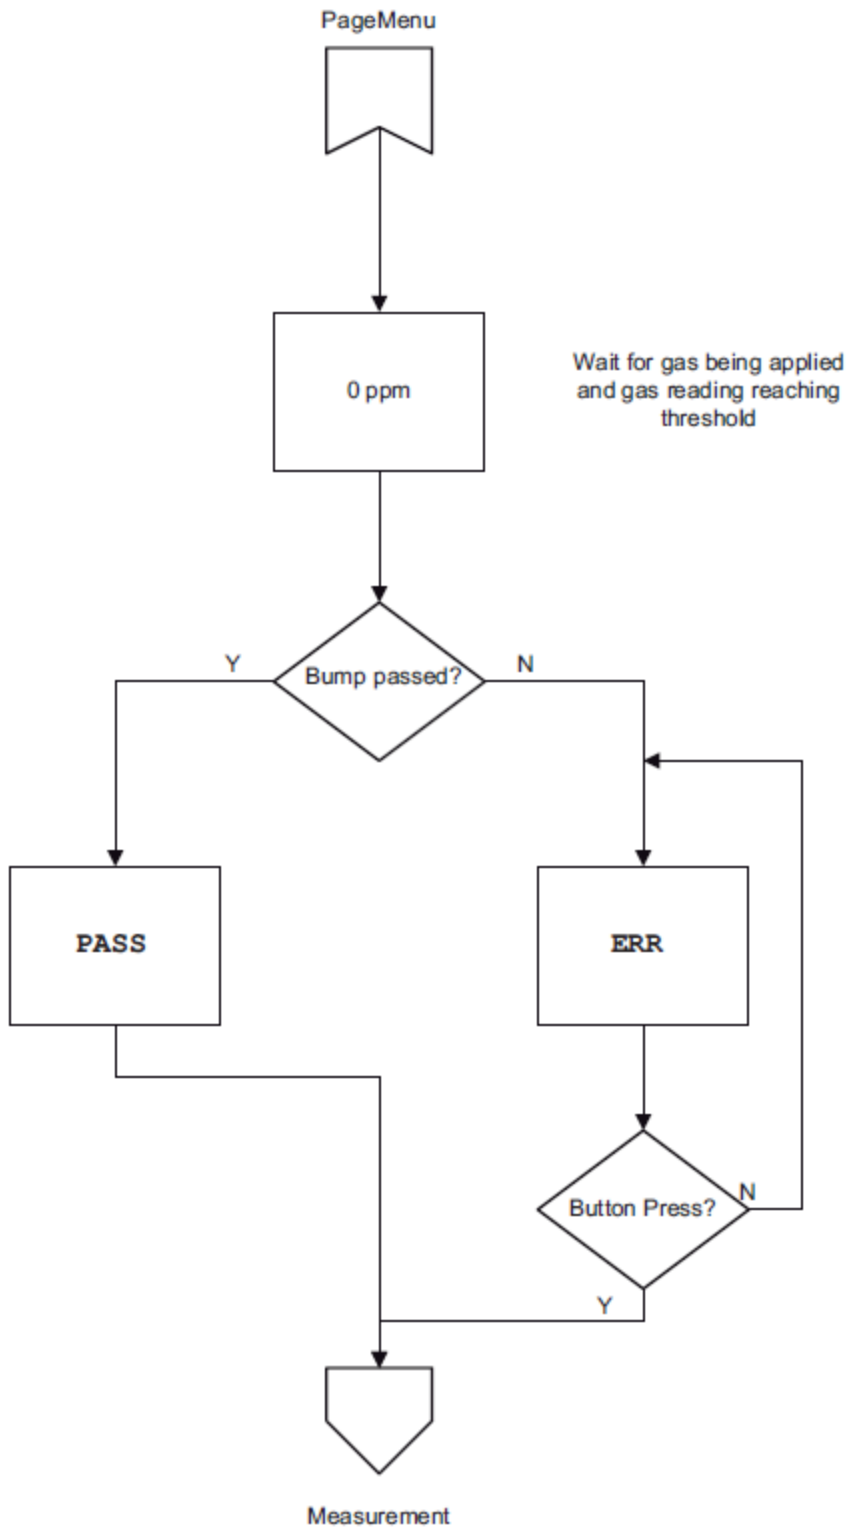 PageMenu
0 ppm
Wait for gas being applied
and gas reading reaching
threshold
Y
N
Bump passed?
PASS
ERR
N
Button Press?
Y
Measurement